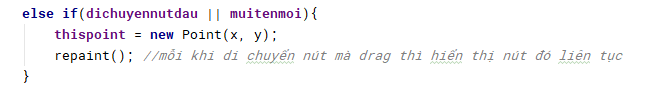 else if(dichuyennutdau || muitenmoi){
thispoint = new Point(x, y);
repaint(); //mỗi khi di chuyển nút mà drag thì hiển thị nút đó liên tục
}